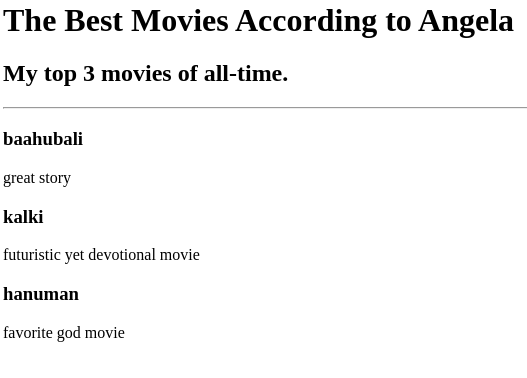 The Best Movies According to Angela
My top 3 movies of all-time.
baahubali
great story
kalki
futuristic yet devotional movie
hanuman
favorite god movie